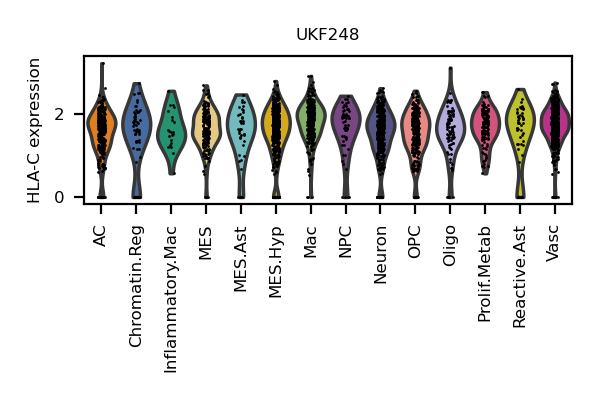 UKF248
HLA-C expression
2
0
AC
Chromatin.Reg
Inflammatory.Mac
MES
MES.Ast
MES.Hyp
Mac
NPC
Neuron
OPC
Oligo
Prolif.Metab
Reactive.Ast
Vasc